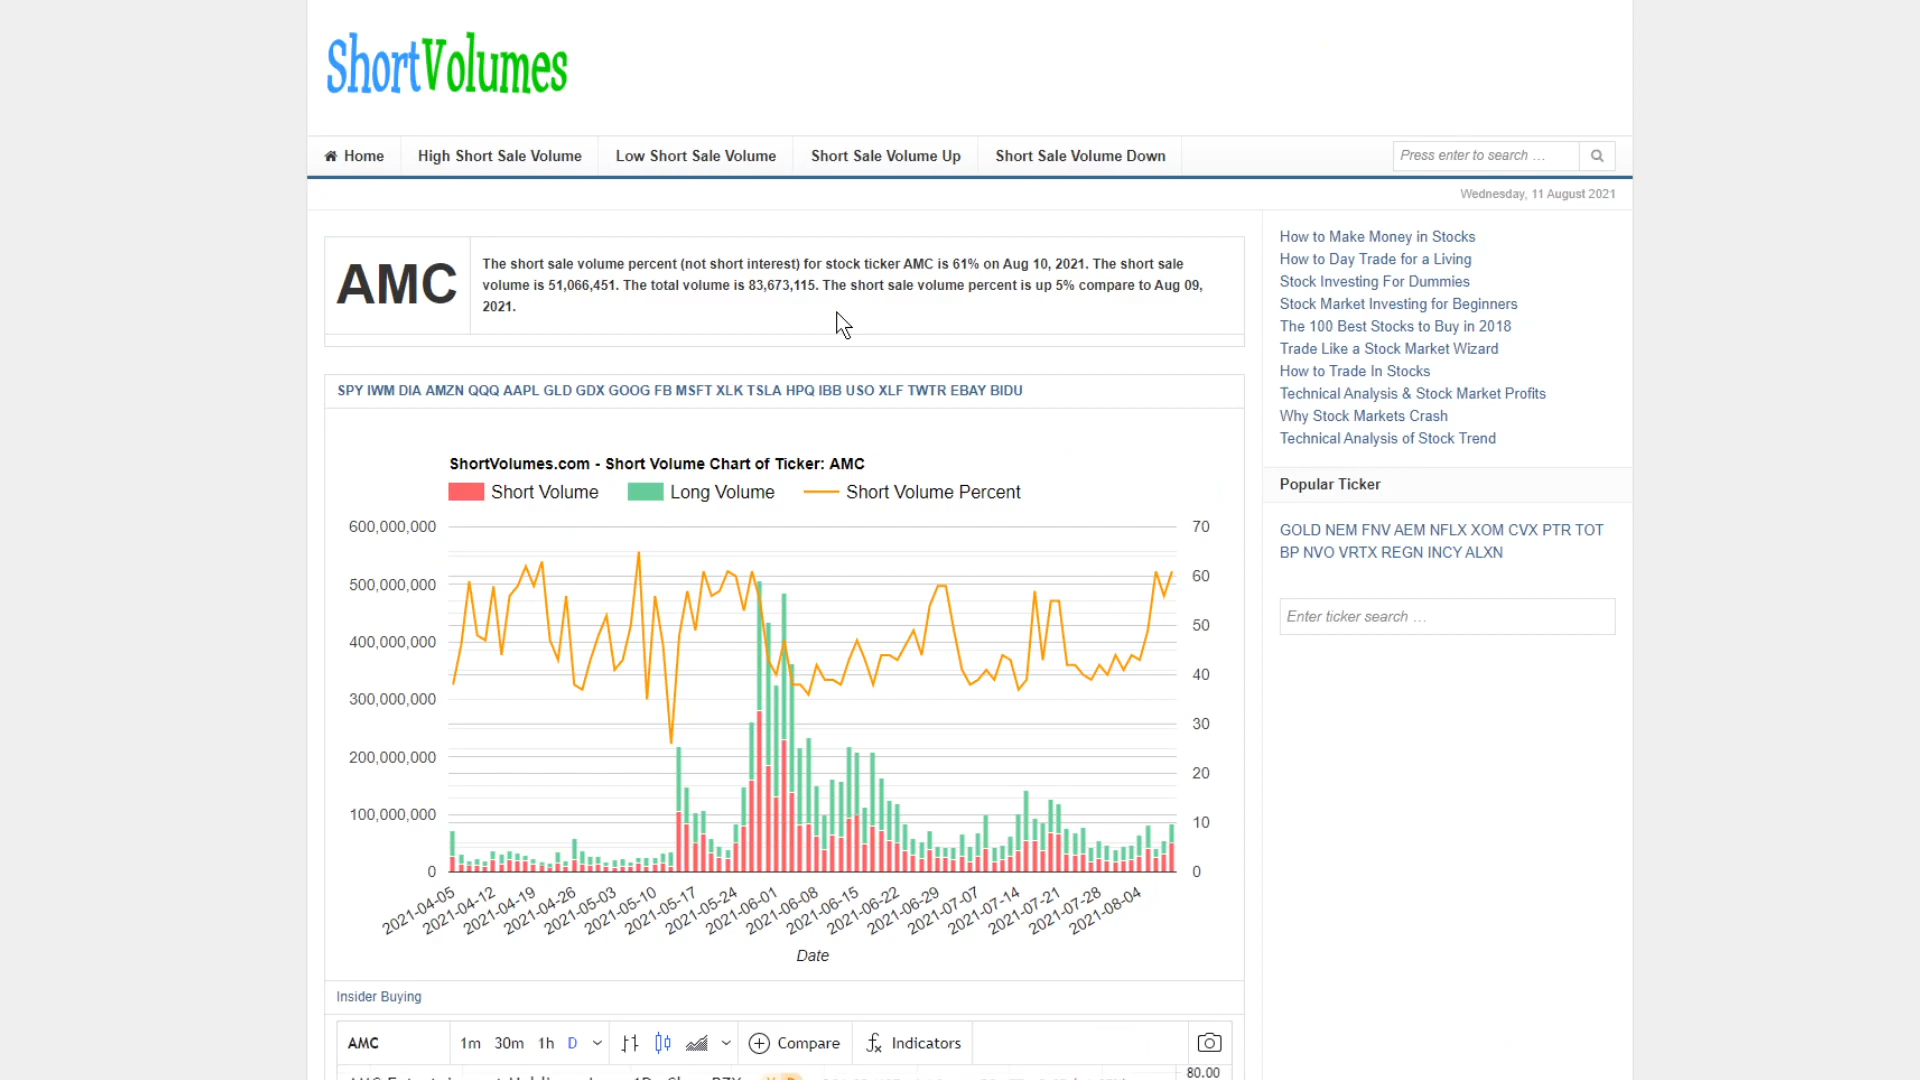 ShortVolumes
Home
High Short Sale Volume
Low Short Sale Volume
Short Sale Volume Up
Short Sale Volume Down
Press enter to search …
Wednesday, 11 August 2021
AMC
The short sale volume percent (not short interest) for stock ticker AMC is 61% on Aug 10, 2021. The short sale
volume is 51,066,451. The total volume is 83,673,115. The short sale volume percent is up 5% compare to Aug 09,
2021.
SPY IWM DIA AMZN QQQ AAPL GLD GDX GOOG FB MSFT XLK TSLA HPQ IBB USO XLF TWTR EBAY BIDU
ShortVolumes.com - Short Volume Chart of Ticker: AMC
Short Volume
Long Volume
Short Volume Percent
600,000,000
500,000,000
400,000,000
300,000,000
200,000,000
100,000,000
0
70
60
50
40
30
20
10
0
2021-04-05
2021-04-12
2021-04-19
2021-04-26
2021-05-03
2021-05-10
2021-05-17
2021-05-24
2021-06-01
2021-06-08
2021-06-15
2021-06-22
2021-06-29
2021-07-07
2021-07-14
2021-07-21
2021-07-28
2021-08-04
Date
Insider Buying
AMC
1m
30m
1h
D
Compare
Indicators
80.00
How to Make Money in Stocks
How to Day Trade for a Living
Stock Investing For Dummies
Stock Market Investing for Beginners
The 100 Best Stocks to Buy in 2018
Trade Like a Stock Market Wizard
How to Trade In Stocks
Technical Analysis & Stock Market Profits
Why Stock Markets Crash
Technical Analysis of Stock Trend
Popular Ticker
GOLD NEM FNV AEM NFLX XOM CVX PTR TOT
BP NVO VRTX REGN INCY ALXN
Enter ticker search …